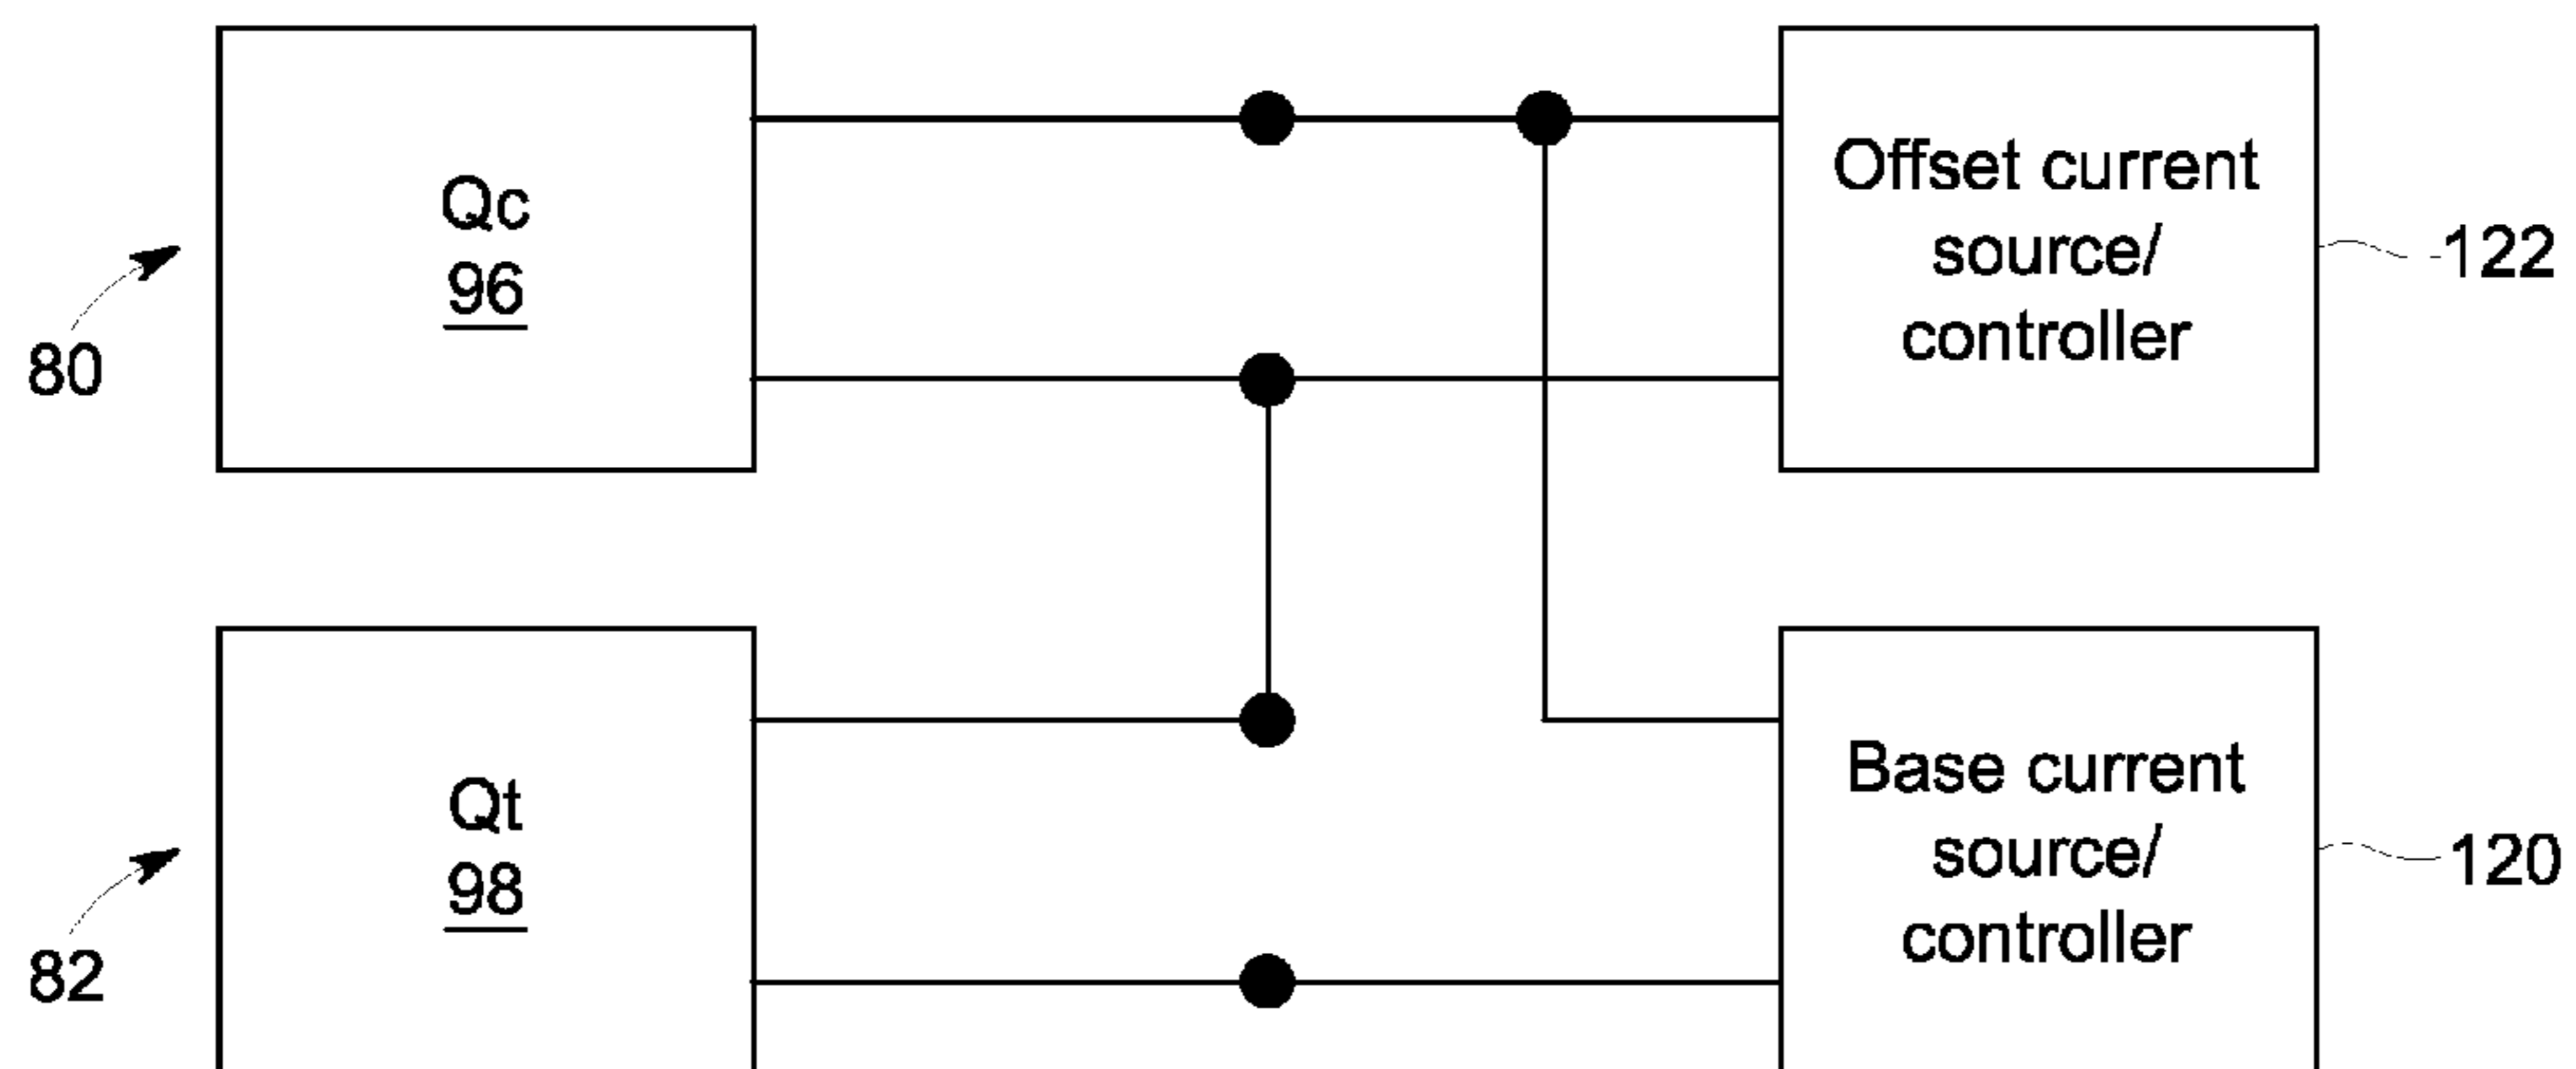 Qc
96
80
Offset current
source/
controller
122
Qt
98
82
Base current
source/
controller
120